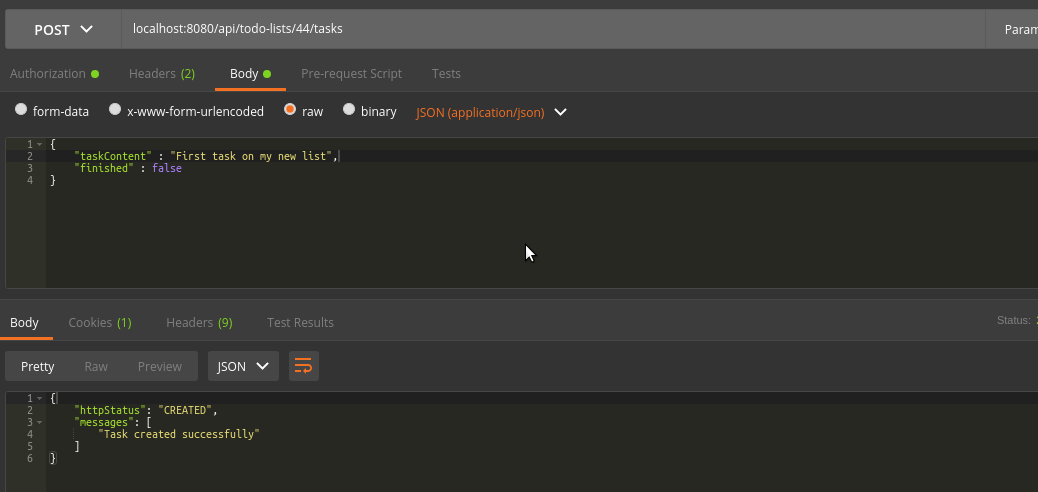 POST localhost:8080/api/todo-lists/44/tasks Param
Authorization Headers (2) Body Pre-request Script Tests
form-data x-www-form-urlencoded raw binary JSON (application/json)
1 {
2 "taskContent" : "First task on my new list",
3 "finished" : false
4 }
Body Cookies (1) Headers (9) Test Results Status:
Pretty Raw Preview JSON
1 {
2 "httpStatus": "CREATED",
3 "messages": [
4 "Task created successfully"
5 ]
6 }